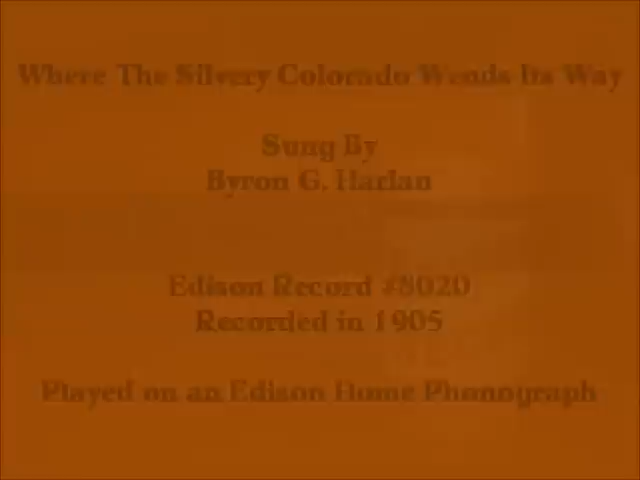 Where The Silvery Colorado Wends Its Way
Sung By
Byron G. Harlan
Edison Record #8020
Recorded in 1905
Played on an Edison Home Phonograph